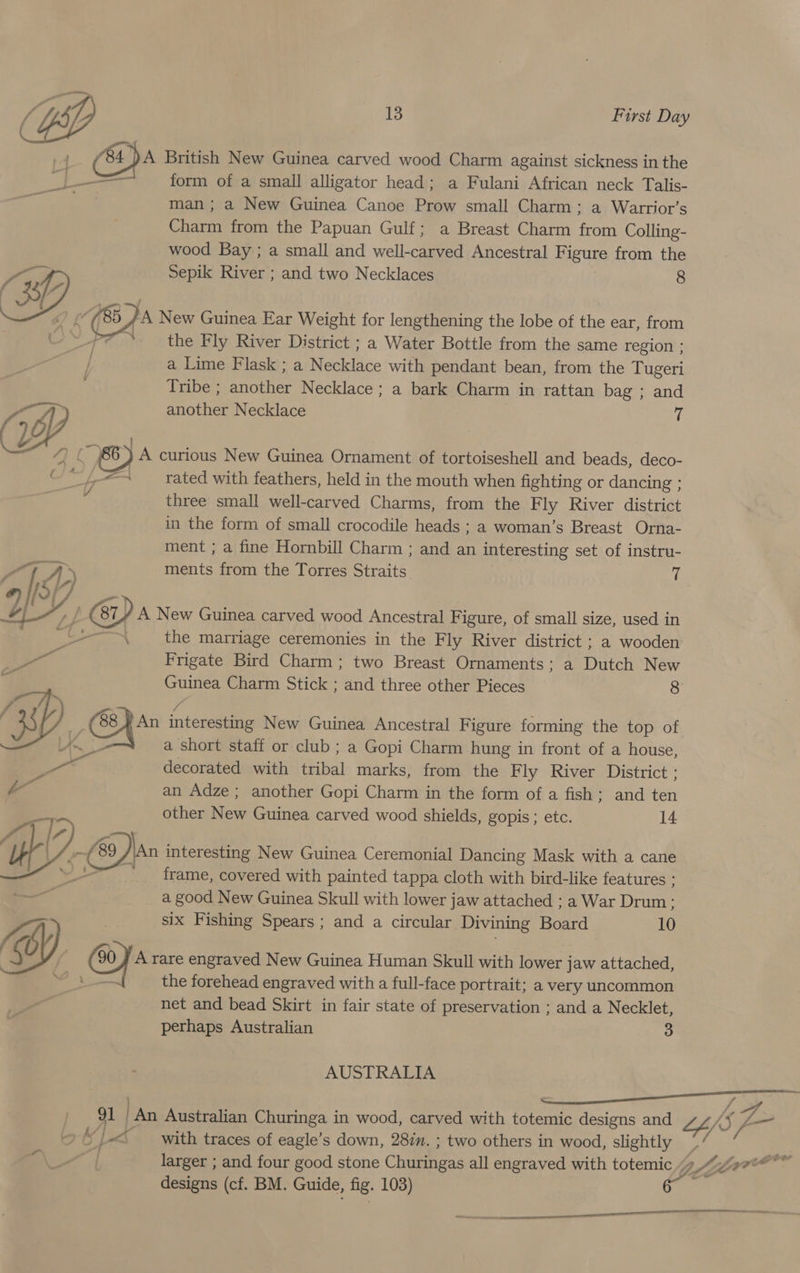 13 First Day
84 A British New Guinea carved wood Charm against sickness in the
form of a small alligator head; a Fulani African neck Talis-
man; a New Guinea Canoe Prow small Charm; a Warrior's
Charm from the Papuan Gulf; a Breast Charm from Colling-
wood Bay; a small and well-carved Ancestral Figure from the
Sepik River; and two Necklaces 8
85 A New Guinea Ear Weight for lengthening the lobe of the ear, from
the Fly River District; a Water Bottle from the same region;
a Lime Flask; a Necklace with pendant bean, from the Tugeri
Tribe; another Necklace; a bark Charm in rattan bag; and
another Necklace 7
86 A curious New Guinea Ornament of tortoiseshell and beads, deco-
rated with feathers, held in the mouth when fighting or dancing;
three small well-carved Charms, from the Fly River district
in the form of small crocodile heads; a woman's Breast Orna-
ment; a fine Hornbill Charm; and an interesting set of instru-
ments from the Torres Straits 7
87 A New Guinea carved wood Ancestral Figure, of small size, used in
the marriage ceremonies in the Fly River district; a wooden
Frigate Bird Charm; two Breast Ornaments; a Dutch New
Guinea Charm Stick; and three other Pieces 8
88 An interesting New Guinea Ancestral Figure forming the top of
a short staff or club; a Gopi Charm hung in front of a house,
decorated with tribal marks, from the Fly River District;
an Adze; another Gopi Charm in the form of a fish; and ten
other New Guinea carved wood shields, gopis; etc. 14
89 An interesting New Guinea Ceremonial Dancing Mask with a cane
frame, covered with painted tappa cloth with bird-like features;
a good New Guinea Skull with lower jaw attached; a War Drum;
six Fishing Spears; and a circular Divining Board 10
90 A rare engraved New Guinea Human Skull with lower jaw attached,
the forehead engraved with a full-face portrait; a very uncommon
net and bead Skirt in fair state of preservation; and a Necklet,
perhaps Australian 3
AUSTRALIA
91 An Australian Churinga in wood, carved with totemic designs and
with traces of eagle's down, 28in.; two others in wood, slightly
larger; and four good stone Churingas all engraved with totemic
designs (cf. BM. Guide, fig. 103) 6